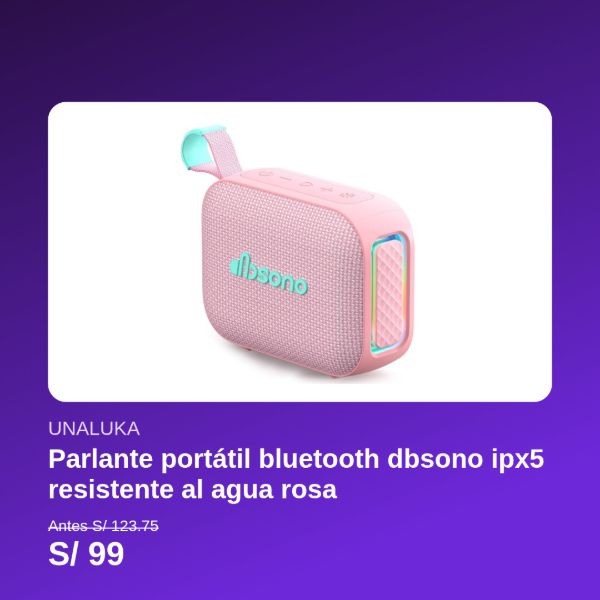 dbsono
UNALUKA
Parlante portátil bluetooth dbsono ipx5
resistente al agua rosa
Antes S/ 123.75
S/ 99